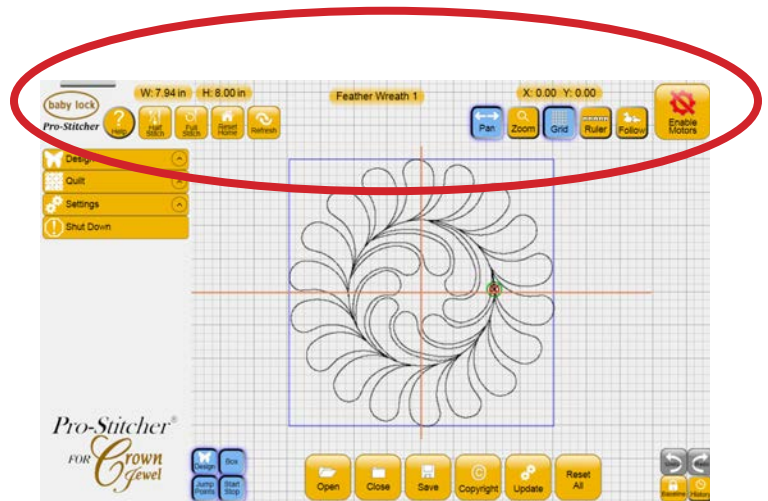 W: 7.94 in H: 8.00 in Feather Wreath 1 X: 0.00 Y: 0.00
baby lock
Pro-Stitcher
Help
Half Stitch
Full Stitch
Reset Home
Refresh
Pan
Zoom
Grid
Ruler
Follow
Enable Motors
Design
Quilt
Settings
Shut Down
Pro-Stitcher®
FOR Crown Jewel
Design
Box
Jump Points
Start Stop
Open
Close
Save
Copyright
Update
Reset All
Baseline
History